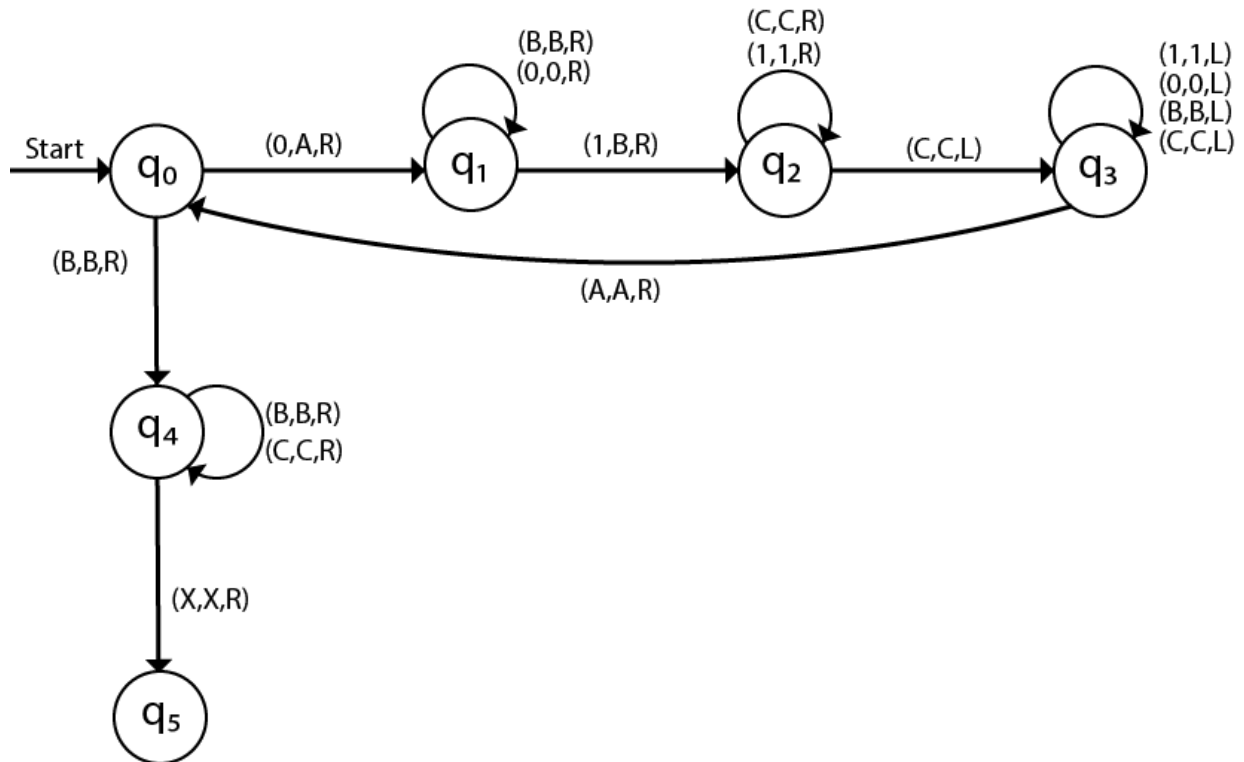 (B,B,R)
(0,0,R)
(C,C,R)
(1,1,R)
(1,1,L)
(0,0,L)
(B,B,L)
(C,C,L)
Start
q₀
(0,A,R)
q₁
(1,B,R)
q₂
(C,C,L)
q₃
(B,B,R)
(A,A,R)
q₄
(B,B,R)
(C,C,R)
(X,X,R)
q₅